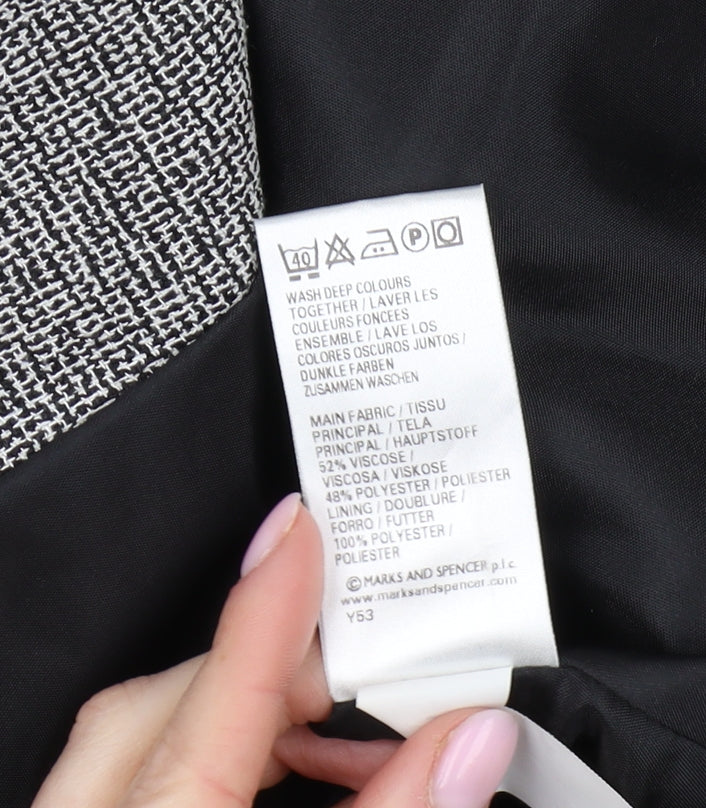 40 P
WASH DEEP COLOURS
TOGETHER / LAVER LES
COULEURS FONCEES
ENSEMBLE / LAVE LOS
COLORES OSCUROS JUNTOS /
DUNKLE FARBEN
ZUSAMMEN WASCHEN
MAIN FABRIC / TISSU
PRINCIPAL / TELA
PRINCIPAL / HAUPTSTOFF
52% VISCOSE /
VISCOSA / VISKOSE
48% POLYESTER / POLIESTER
LINING / DOUBLURE /
FORRO / FUTTER
100% POLYESTER /
POLIESTER
© MARKS AND SPENCER p.l.c.
www.marksandspencer.com
Y53